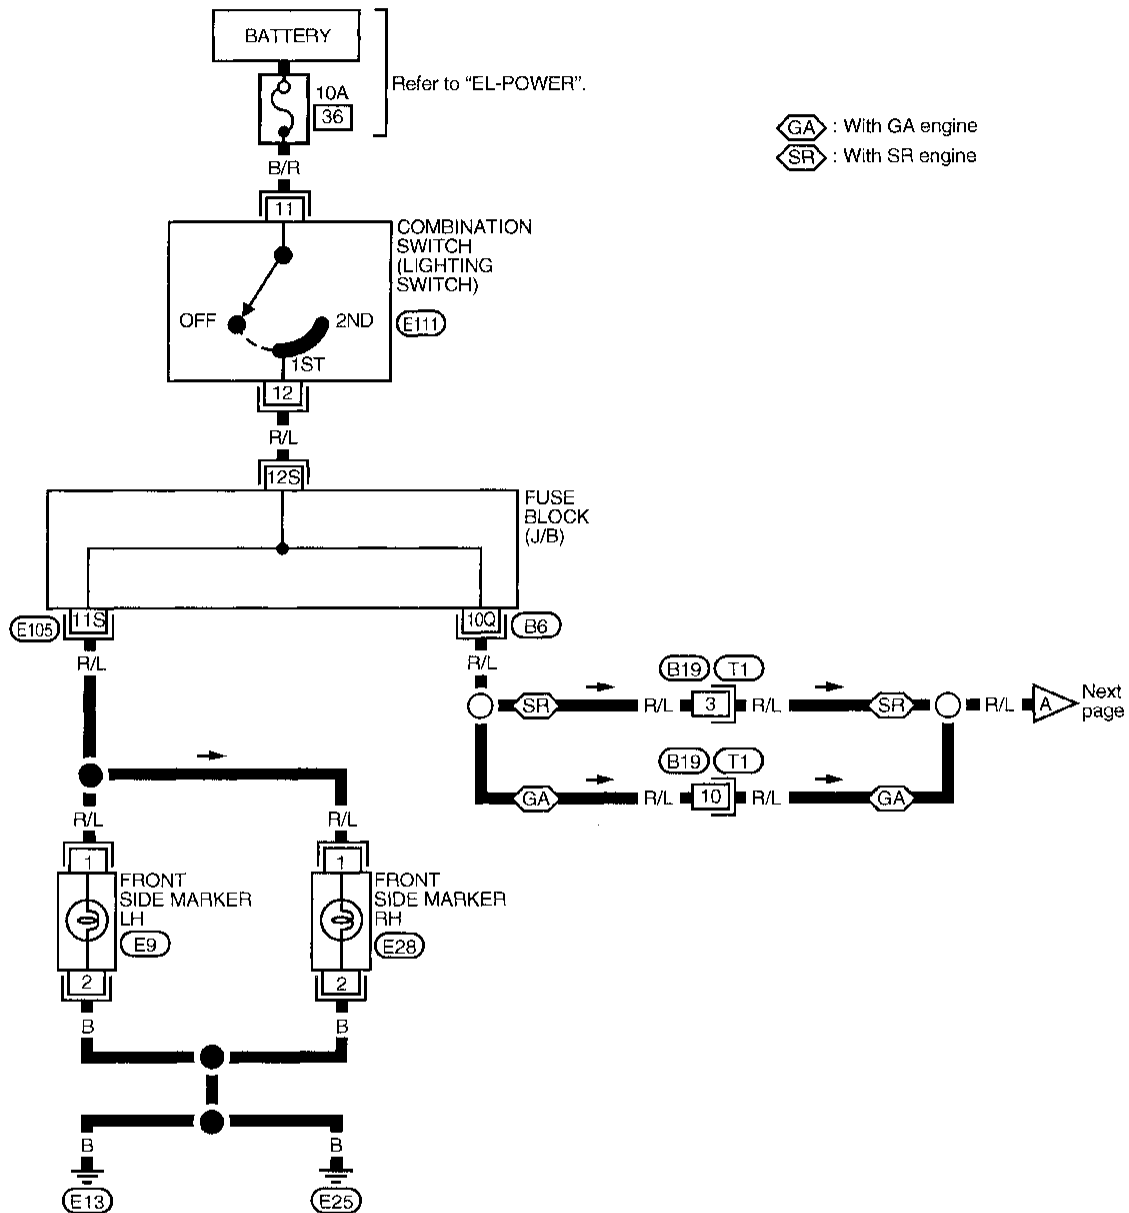 BATTERY
10A
36
Refer to "EL-POWER".
GA : With GA engine
SR : With SR engine
B/R
11
COMBINATION
SWITCH
(LIGHTING
SWITCH)
E111
OFF
2ND
1ST
12
R/L
12S
FUSE
BLOCK
(J/B)
E105
11S
10Q
B6
R/L
R/L
B19 T1
SR
R/L
3
R/L
SR
R/L
A
Next
page
B19 T1
GA
R/L
10
R/L
GA
R/L
R/L
1
1
FRONT
SIDE MARKER
LH
E9
FRONT
SIDE MARKER
RH
E28
2
2
B
B
B
B
E13
E25